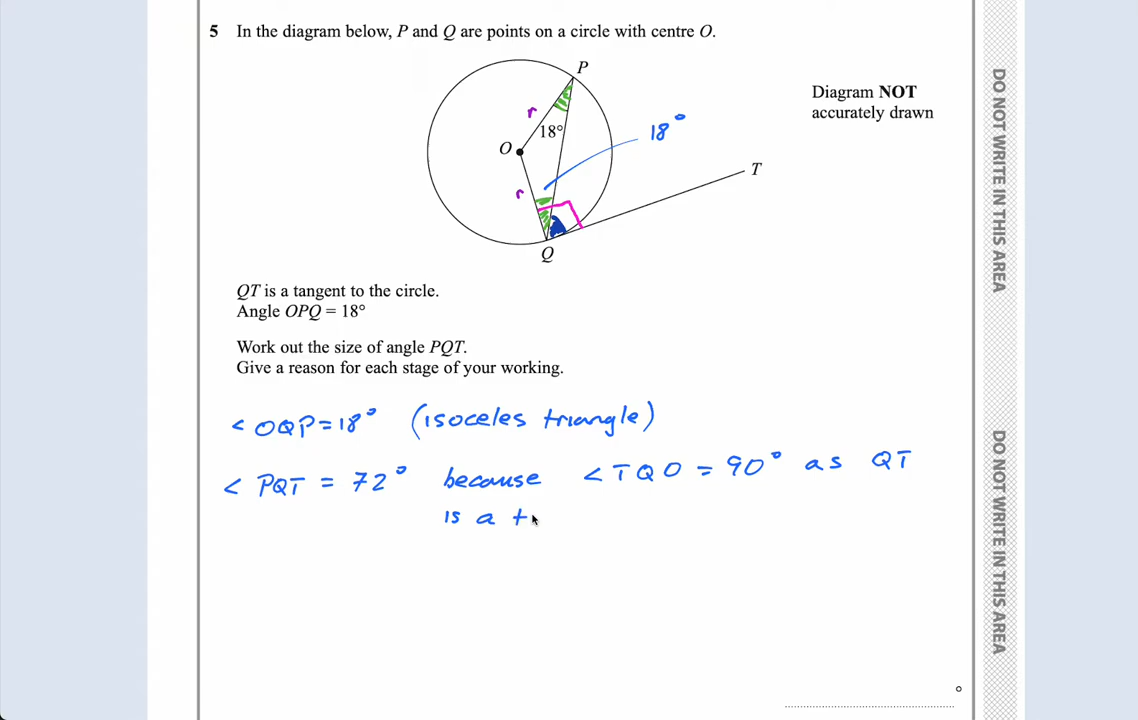 5 In the diagram below, P and Q are points on a circle with centre O.
P
Diagram NOT
accurately drawn
r
18°
18°
O
T
r
Q
QT is a tangent to the circle.
Angle OPQ = 18°
Work out the size of angle PQT.
Give a reason for each stage of your working.
< OQP = 18° (isoceles triangle)
< PQT = 72° because < TQO = 90° as QT
is a t
°
DO NOT WRITE IN THIS AREA
DO NOT WRITE IN THIS AREA